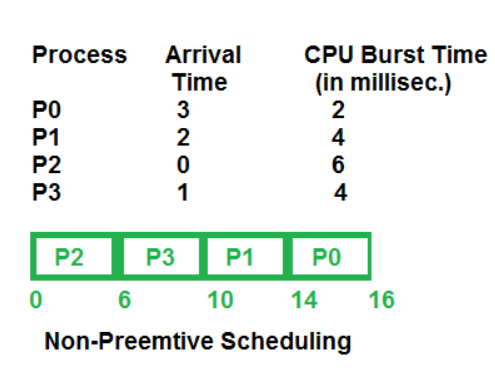 Process Arrival Time CPU Burst Time (in millisec.)
P0 3 2
P1 2 4
P2 0 6
P3 1 4
P2 P3 P1 P0
0 6 10 14 16
Non-Preemtive Scheduling